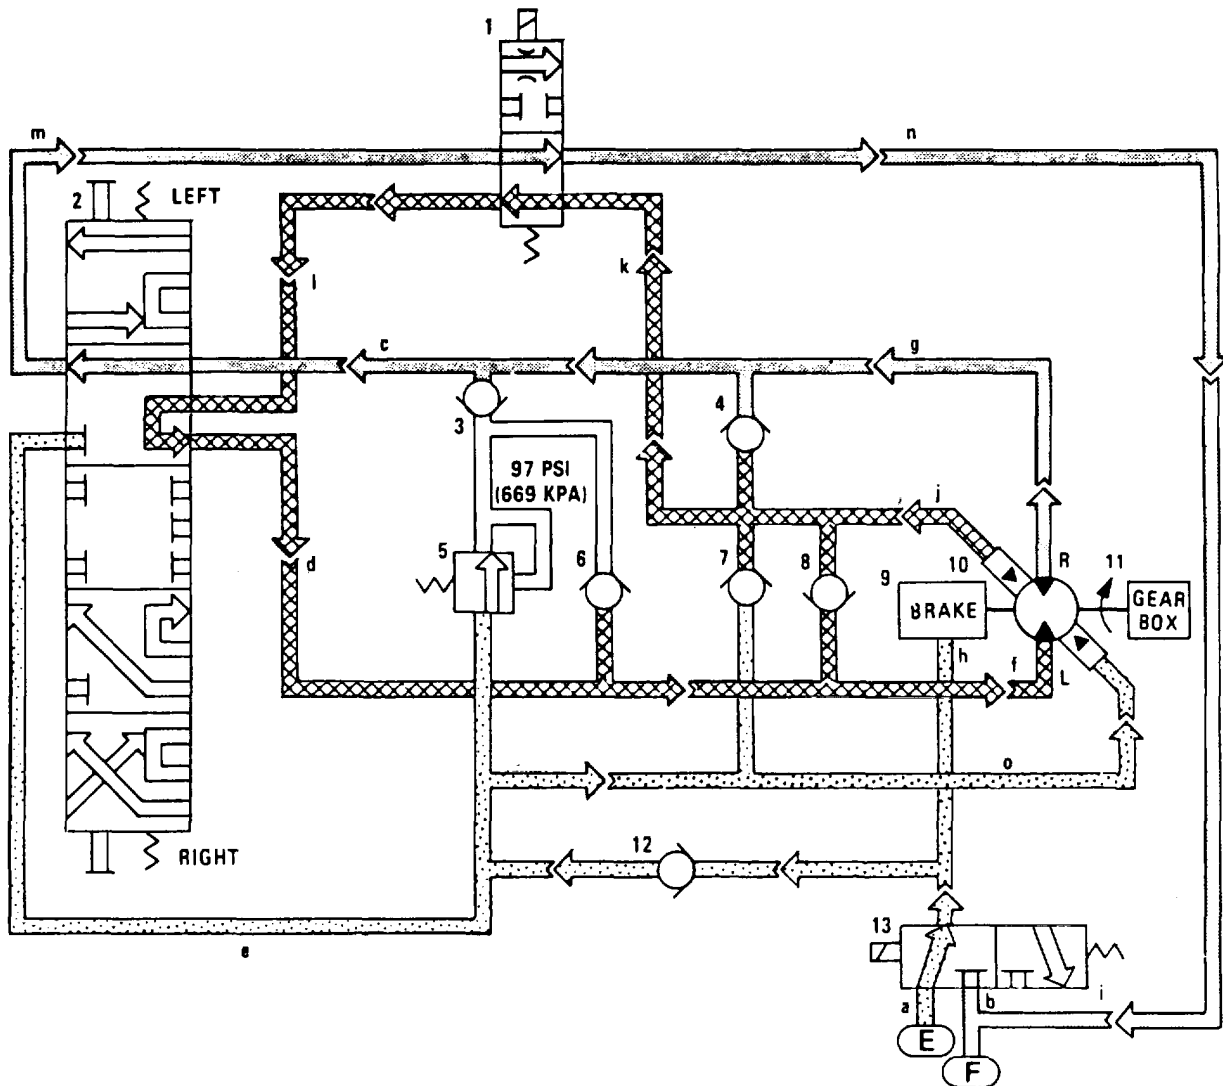 1
m
n
2
LEFT
k
l
c
g
4
3
97 PSI
(669 KPA)
j
5
6
7
8
9
10
R
11
d
BRAKE
GEAR
BOX
h
f
L
o
12
RIGHT
e
13
a
b
i
E
F